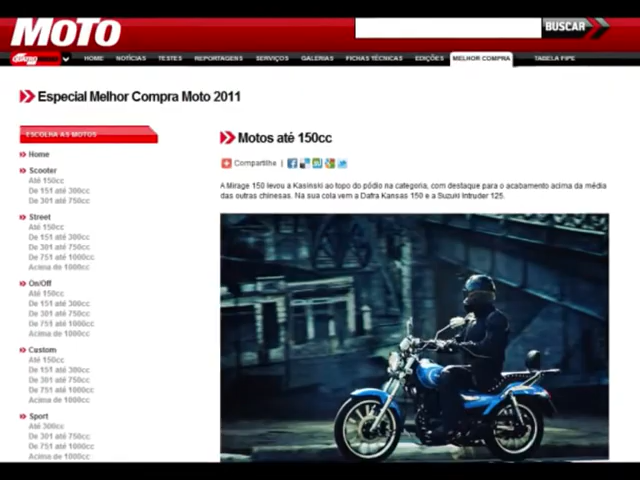 MOTO
BUSCAR
QUATRO RODAS
HOME NOTÍCIAS TESTES REPORTAGENS SERVIÇOS GALERIAS FICHAS TÉCNICAS EDIÇÕES MELHOR COMPRA TABELA FIPE
Especial Melhor Compra Moto 2011
ESCOLHA AS MOTOS
Home
Scooter
Até 150cc
De 151 até 300cc
De 301 até 750cc
Street
Até 150cc
De 151 até 300cc
De 301 até 750cc
De 751 até 1000cc
Acima de 1000cc
On/Off
Até 150cc
De 151 até 300cc
De 301 até 750cc
De 751 até 1000cc
Acima de 1000cc
Custom
Até 150cc
De 151 até 300cc
De 301 até 750cc
De 751 até 1000cc
Acima de 1000cc
Sport
Até 300cc
De 301 até 750cc
De 751 até 1000cc
Acima de 1000cc
Motos até 150cc
Compartilhe |
A Mirage 150 levou a Kasinski ao topo do pódio na categoria, com destaque para o acabamento acima da média
das outras chinesas. Na sua cola vem a Dafra Kansas 150 e a Suzuki Intruder 125.